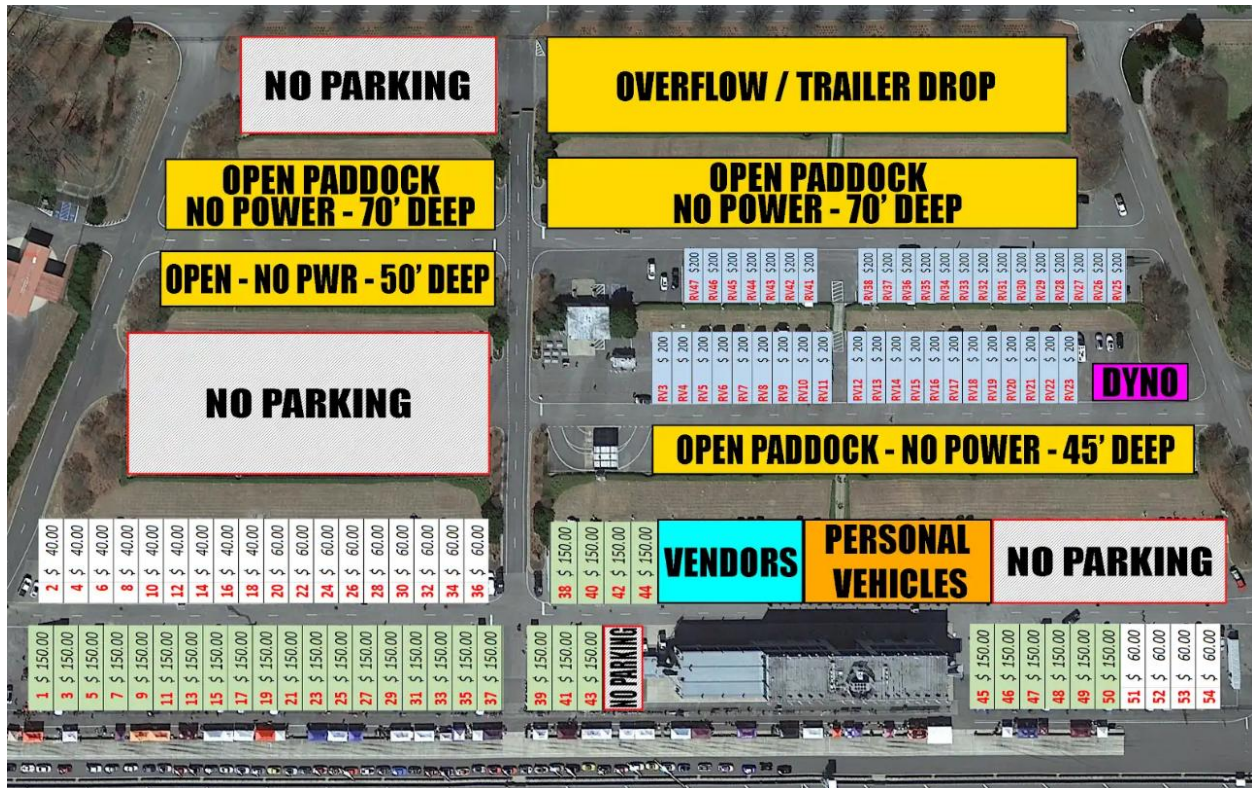 NO PARKING
OVERFLOW / TRAILER DROP
OPEN PADDOCK
NO POWER - 70' DEEP
OPEN PADDOCK
NO POWER - 70' DEEP
OPEN - NO PWR - 50' DEEP
RV47 $200
RV46 $200
RV45 $200
RV44 $200
RV43 $200
RV42 $200
RV41 $200
RV38 $200
RV37 $200
RV36 $200
RV35 $200
RV34 $200
RV33 $200
RV32 $200
RV31 $200
RV30 $200
RV29 $200
RV28 $200
RV27 $200
RV26 $200
RV25 $200
NO PARKING
RV3 $ 200
RV4 $ 200
RV5 $ 200
RV6 $ 200
RV7 $ 200
RV8 $ 200
RV9 $ 200
RV10 $ 200
RV11 $ 200
RV12 $ 200
RV13 $ 200
RV14 $ 200
RV15 $ 200
RV16 $ 200
RV17 $ 200
RV18 $ 200
RV19 $ 200
RV20 $ 200
RV21 $ 200
RV22 $ 200
RV23 $ 200
DYNO
OPEN PADDOCK - NO POWER - 45' DEEP
2 $ 40.00
4 $ 40.00
6 $ 40.00
8 $ 40.00
10 $ 40.00
12 $ 40.00
14 $ 40.00
16 $ 40.00
18 $ 40.00
20 $ 60.00
22 $ 60.00
24 $ 60.00
26 $ 60.00
28 $ 60.00
30 $ 60.00
32 $ 60.00
34 $ 60.00
36 $ 60.00
38 $ 150.00
40 $ 150.00
42 $ 150.00
44 $ 150.00
VENDORS
PERSONAL
VEHICLES
NO PARKING
1 $ 150.00
3 $ 150.00
5 $ 150.00
7 $ 150.00
9 $ 150.00
11 $ 150.00
13 $ 150.00
15 $ 150.00
17 $ 150.00
19 $ 150.00
21 $ 150.00
23 $ 150.00
25 $ 150.00
27 $ 150.00
29 $ 150.00
31 $ 150.00
33 $ 150.00
35 $ 150.00
37 $ 150.00
39 $ 150.00
41 $ 150.00
43 $ 150.00
NO PARKING
45 $ 150.00
46 $ 150.00
47 $ 150.00
48 $ 150.00
49 $ 150.00
50 $ 150.00
51 $ 60.00
52 $ 60.00
53 $ 60.00
54 $ 60.00